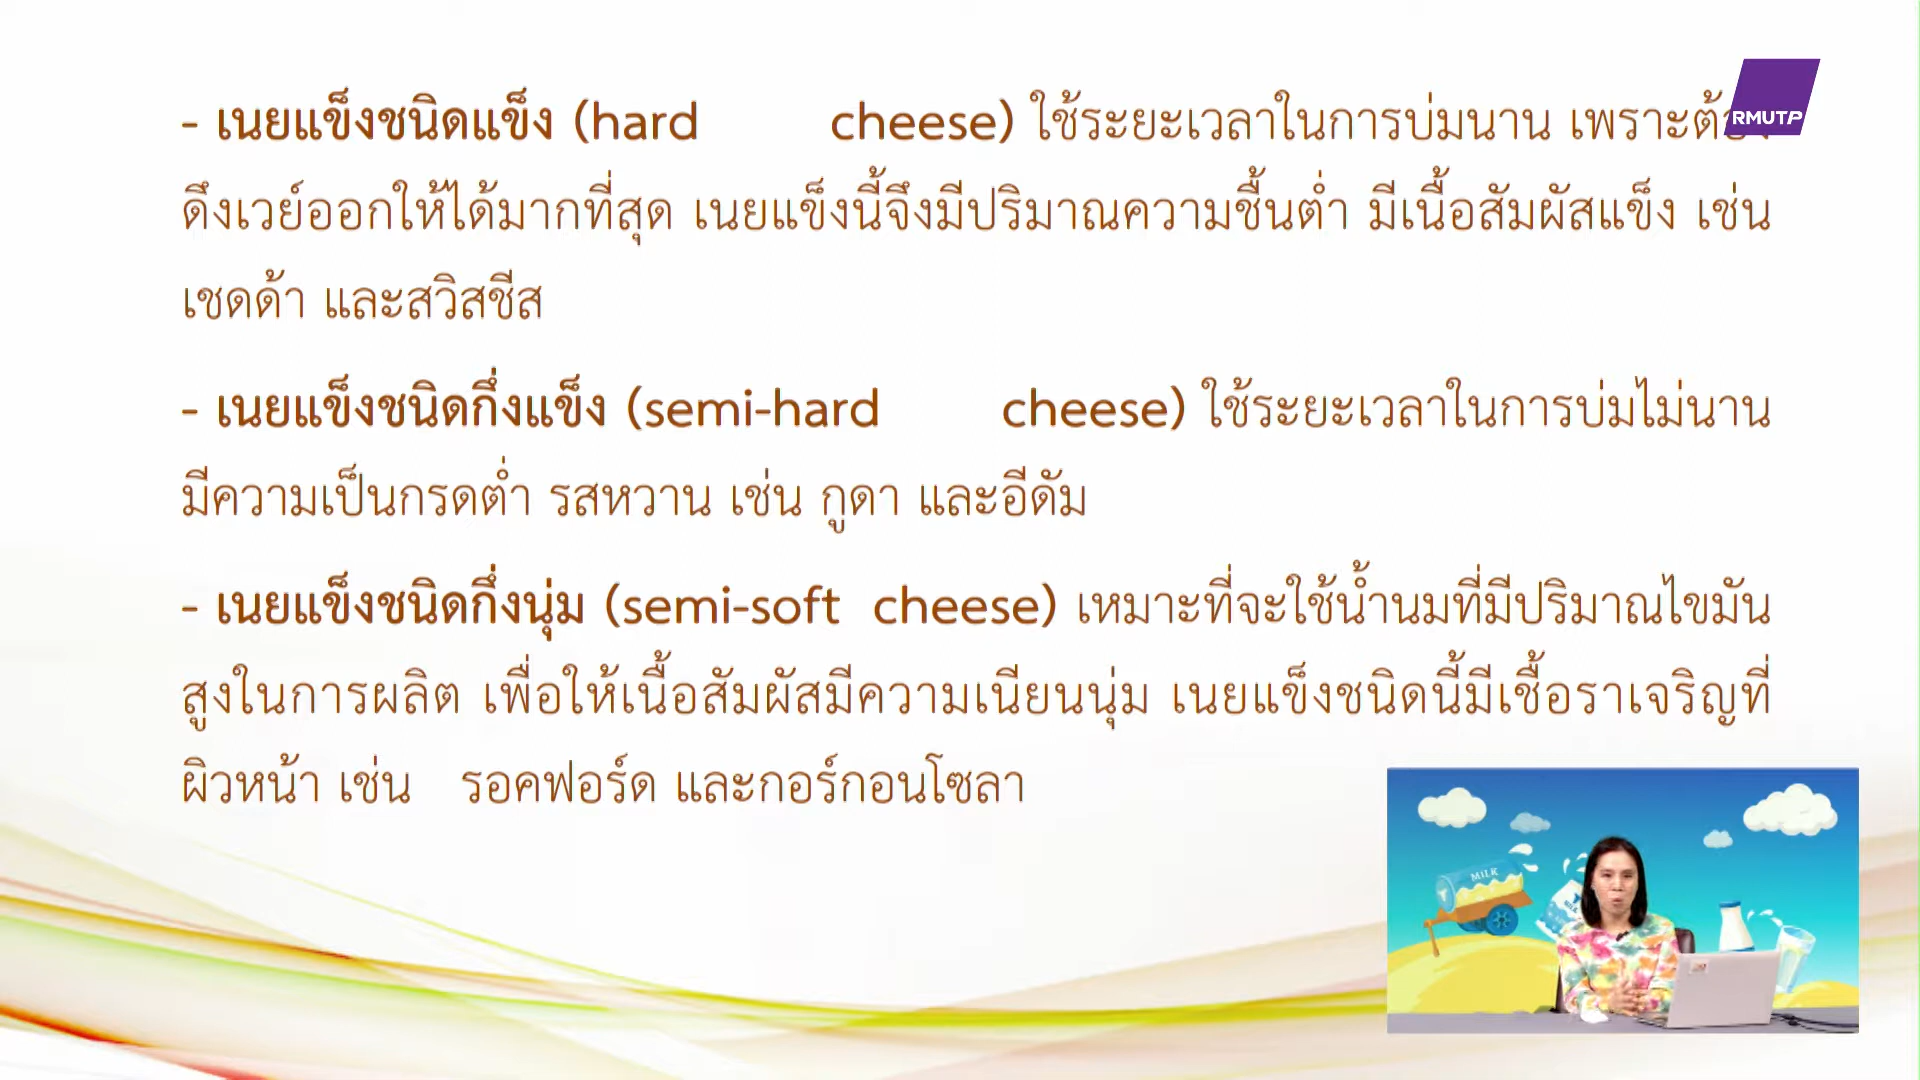 - เนยแข็งชนิดแข็ง (hard cheese) ใช้ระยะเวลาในการบ่มนาน เพราะต้อง
RMUTP
ดึงเวย์ออกให้ได้มากที่สุด เนยแข็งนี้จึงมีปริมาณความชื้นต่ำ มีเนื้อสัมผัสแข็ง เช่น
เชดด้า และสวิสชีส
- เนยแข็งชนิดกึ่งแข็ง (semi-hard cheese) ใช้ระยะเวลาในการบ่มไม่นาน
มีความเป็นกรดต่ำ รสหวาน เช่น กูดา และอีดัม
- เนยแข็งชนิดกึ่งนุ่ม (semi-soft cheese) เหมาะที่จะใช้น้ำนมที่มีปริมาณไขมัน
สูงในการผลิต เพื่อให้เนื้อสัมผัสมีความเนียนนุ่ม เนยแข็งชนิดนี้มีเชื้อราเจริญที่
ผิวหน้า เช่น รอคฟอร์ด และกอร์กอนโซลา
MILK